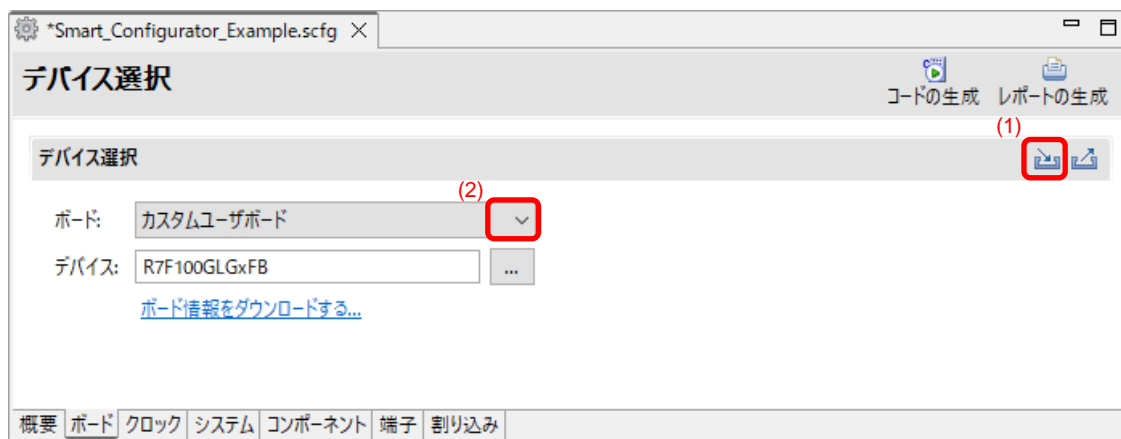 *Smart_Configurator_Example.scfg
デバイス選択
コードの生成 レポートの生成
(1)
デバイス選択
(2)
ボード: カスタムユーザボード
デバイス: R7F100GLGxFB ...
ボード情報をダウンロードする...
概要 ボード クロック システム コンポーネント 端子 割り込み